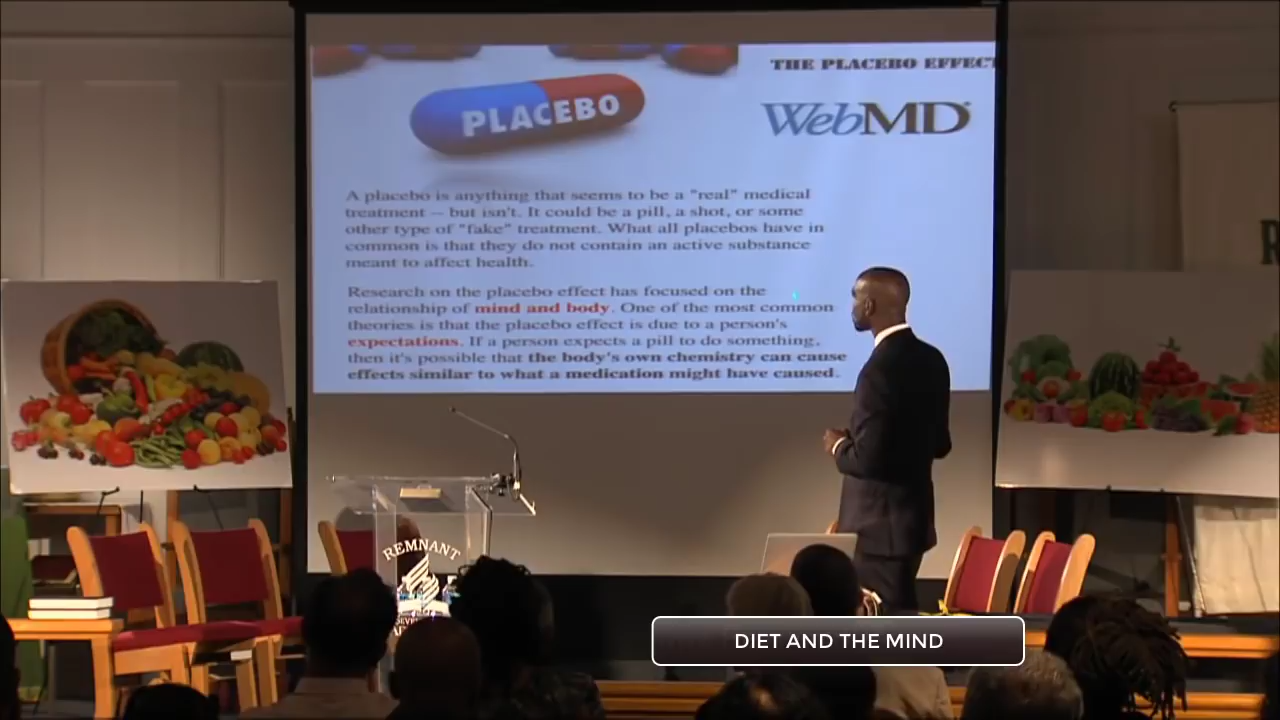 THE PLACEBO EFFECT
PLACEBO
WebMD
A placebo is anything that seems to be a "real" medical
treatment — but isn't. It could be a pill, a shot, or some
other type of "fake" treatment. What all placebos have in
common is that they do not contain an active substance
meant to affect health.
Research on the placebo effect has focused on the
relationship of mind and body. One of the most common
theories is that the placebo effect is due to a person's
expectations. If a person expects a pill to do something,
then it's possible that the body's own chemistry can cause
effects similar to what a medication might have caused.
REMNANT
DIET AND THE MIND